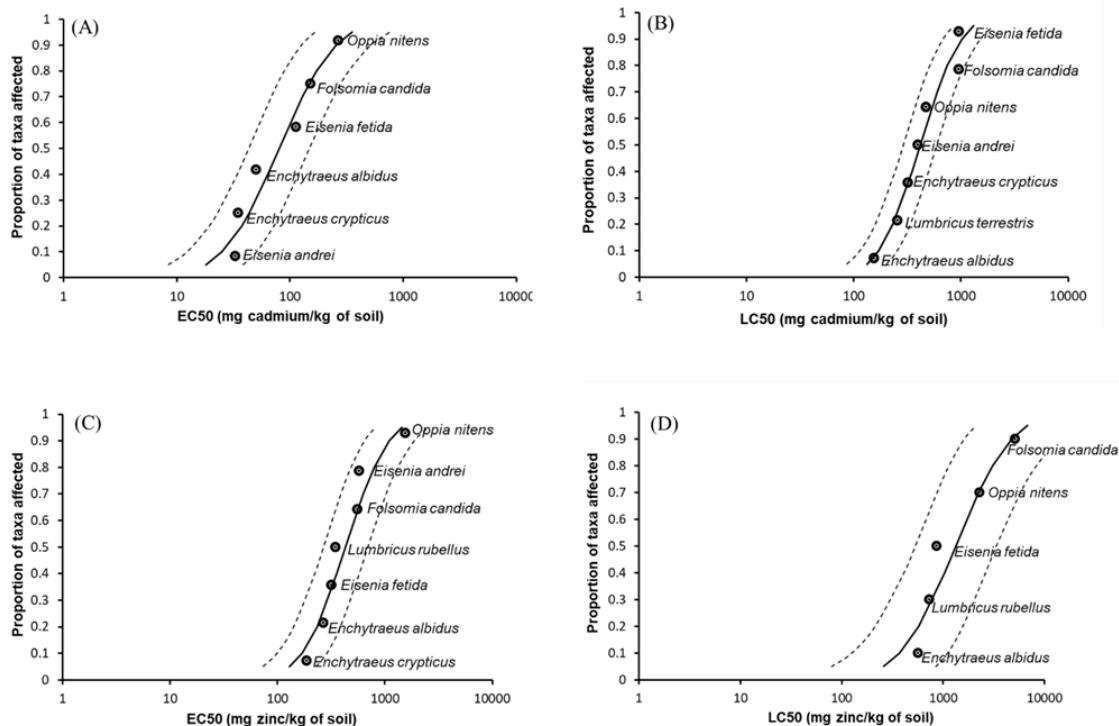 (A)
Proportion of taxa affected
1
0.9
0.8
0.7
0.6
0.5
0.4
0.3
0.2
0.1
0
Oppia nitens
Folsomia candida
Eisenia fetida
Enchytraeus albidus
Enchytraeus crypticus
Eisenia andrei
1 10 100 1000 10000
EC50 (mg cadmium/kg of soil)
(B)
Proportion of taxa affected
1
0.9
0.8
0.7
0.6
0.5
0.4
0.3
0.2
0.1
0
Eisenia fetida
Folsomia candida
Oppia nitens
Eisenia andrei
Enchytraeus crypticus
Lumbricus terrestris
Enchytraeus albidus
1 10 100 1000 10000
LC50 (mg cadmium/kg of soil)
(C)
Proportion of taxa affected
1
0.9
0.8
0.7
0.6
0.5
0.4
0.3
0.2
0.1
0
Oppia nitens
Eisenia andrei
Folsomia candida
Lumbricus rubellus
Eisenia fetida
Enchytraeus albidus
Enchytraeus crypticus
1 10 100 1000 10000
EC50 (mg zinc/kg of soil)
(D)
Proportion of taxa affected
1
0.9
0.8
0.7
0.6
0.5
0.4
0.3
0.2
0.1
0
Folsomia candida
Oppia nitens
Eisenia fetida
Lumbricus rubellus
Enchytraeus albidus
1 10 100 1000 10000
LC50 (mg zinc/kg of soil)